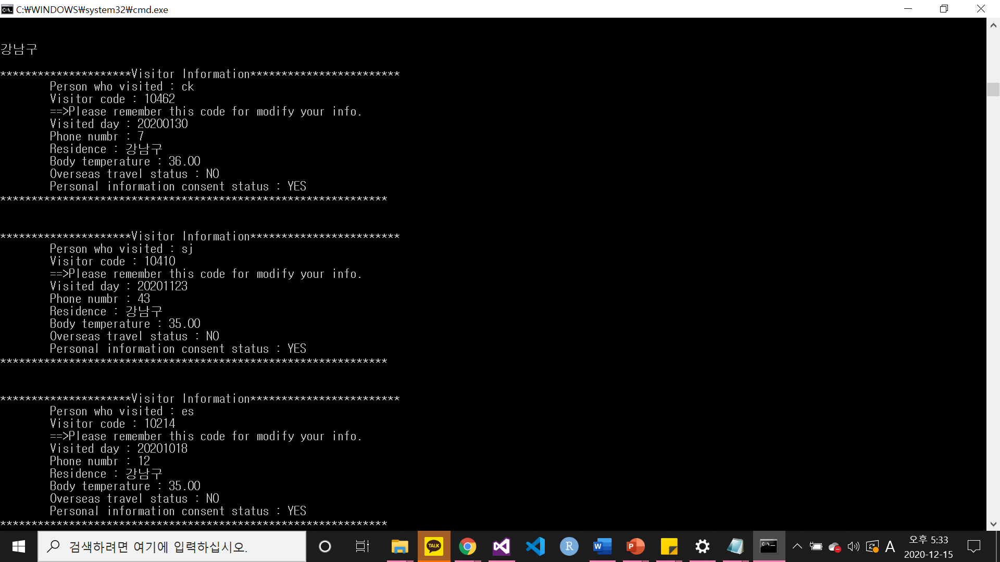 C:₩WINDOWS₩system32₩cmd.exe
강남구
*********************Visitor Information************************
Person who visited : ck
Visitor code : 10462
==>Please remember this code for modify your info.
Visited day : 20200130
Phone numbr : 7
Residence : 강남구
Body temperature : 36.00
Overseas travel status : NO
Personal information consent status : YES
**************************************************************
*********************Visitor Information************************
Person who visited : sj
Visitor code : 10410
==>Please remember this code for modify your info.
Visited day : 20201123
Phone numbr : 43
Residence : 강남구
Body temperature : 35.00
Overseas travel status : NO
Personal information consent status : YES
**************************************************************
*********************Visitor Information************************
Person who visited : es
Visitor code : 10214
==>Please remember this code for modify your info.
Visited day : 20201018
Phone numbr : 12
Residence : 강남구
Body temperature : 35.00
Overseas travel status : NO
Personal information consent status : YES
**************************************************************
검색하려면 여기에 입력하십시오.
TALK
R
W
P
A
오후 5:33
2020-12-15